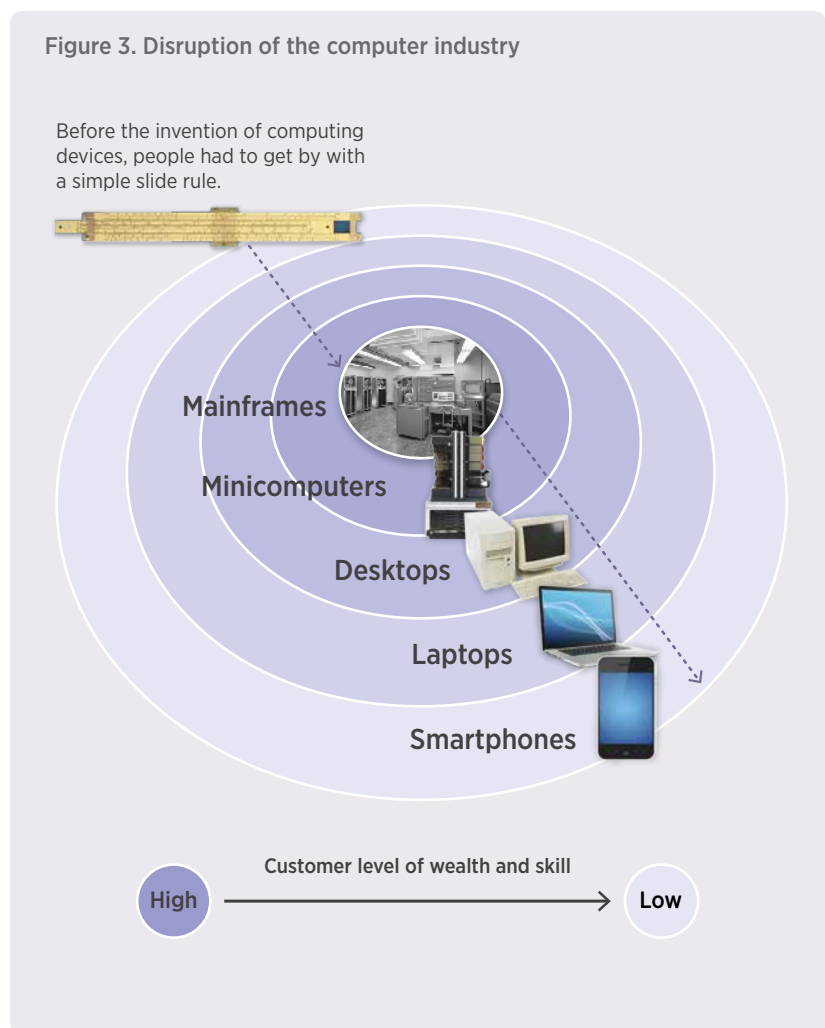 Figure 3. Disruption of the computer industry
Before the invention of computing
devices, people had to get by with
a simple slide rule.
Mainframes
Minicomputers
Desktops
Laptops
Smartphones
Customer level of wealth and skill
High
Low